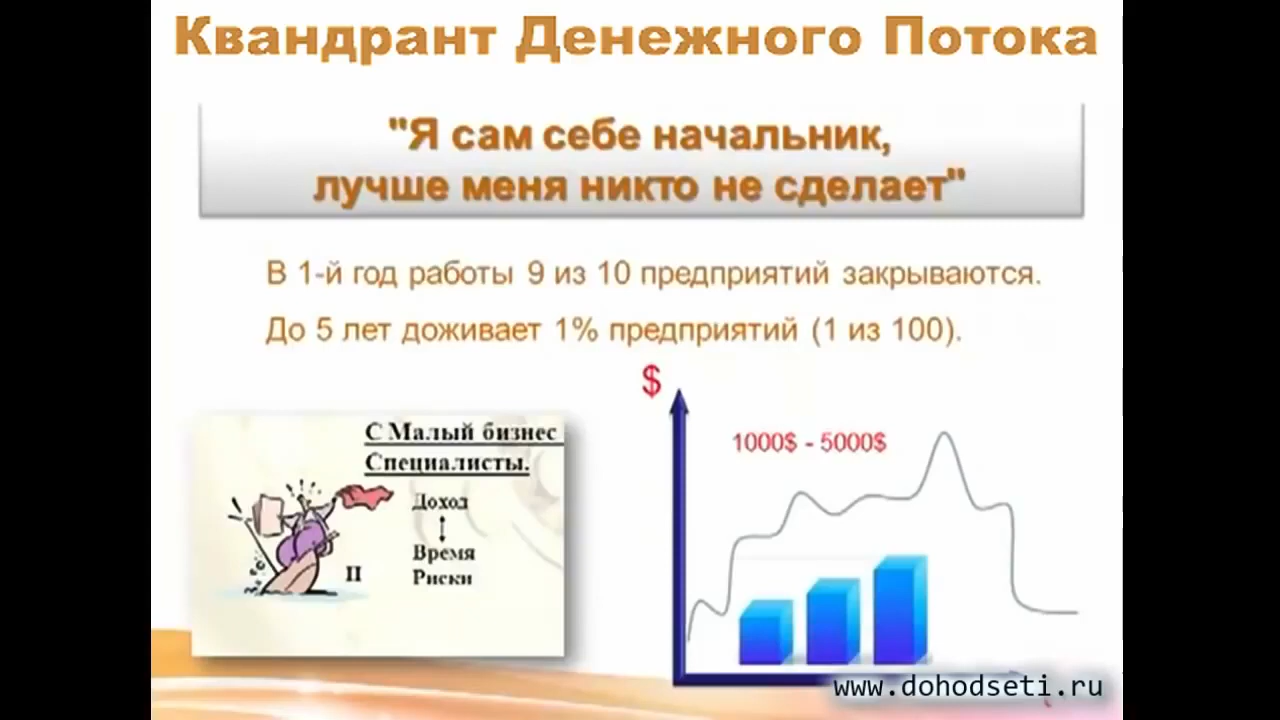 Квандрант Денежного Потока
"Я сам себе начальник,
лучше меня никто не сделает"
В 1-й год работы 9 из 10 предприятий закрываются.
До 5 лет доживает 1% предприятий (1 из 100).
С Малый бизнес
Специалисты.
Доход
Время
Риски
II
$
1000$ - 5000$
www.dohodseti.ru